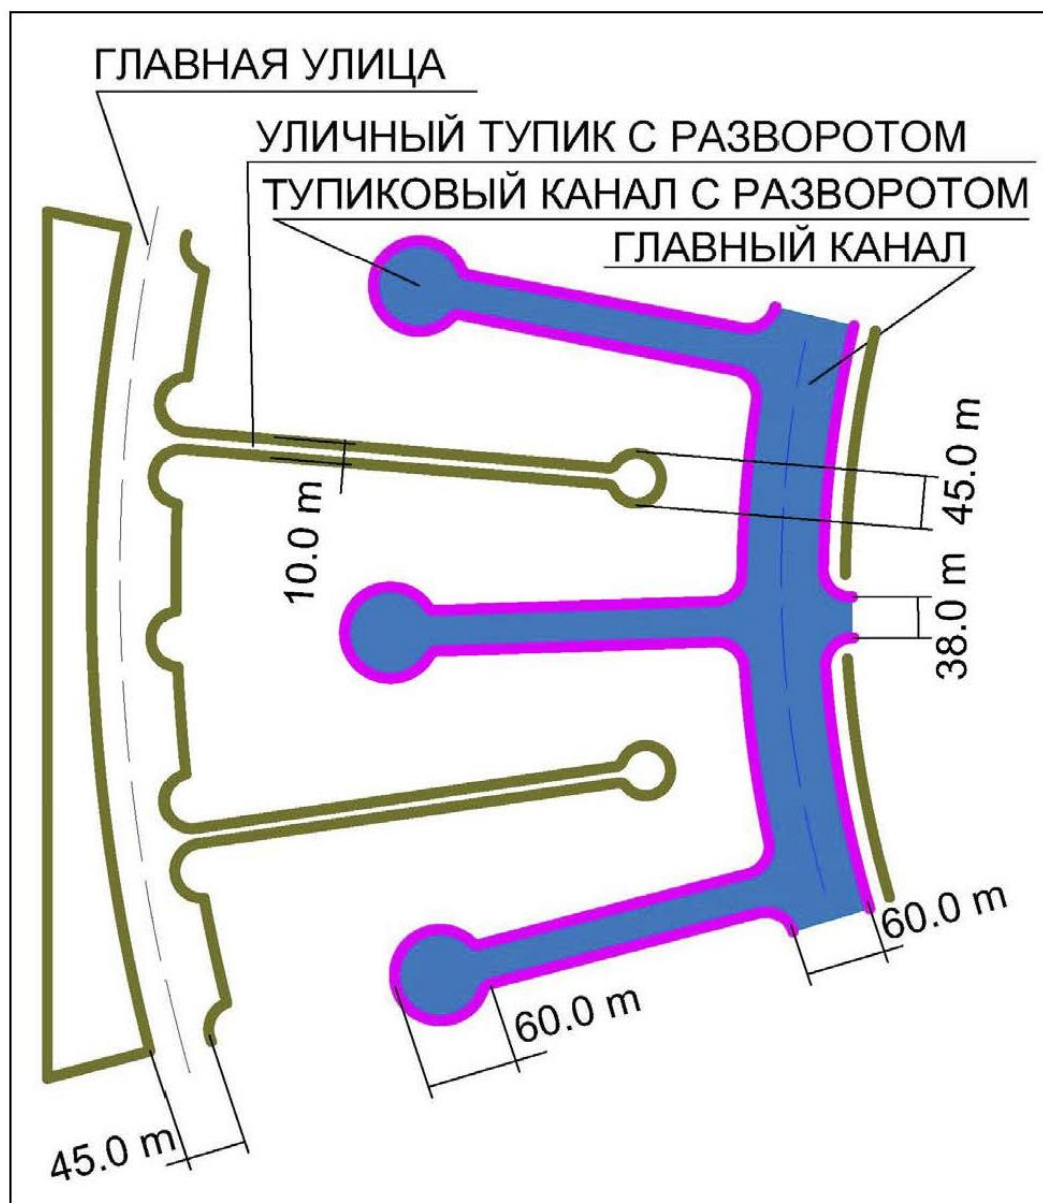 ГЛАВНАЯ УЛИЦА
УЛИЧНЫЙ ТУПИК С РАЗВОРОТОМ
ТУПИКОВЫЙ КАНАЛ С РАЗВОРОТОМ
ГЛАВНЫЙ КАНАЛ
45.0 m
10.0 m
38.0 m
60.0 m
60.0 m
45.0 m